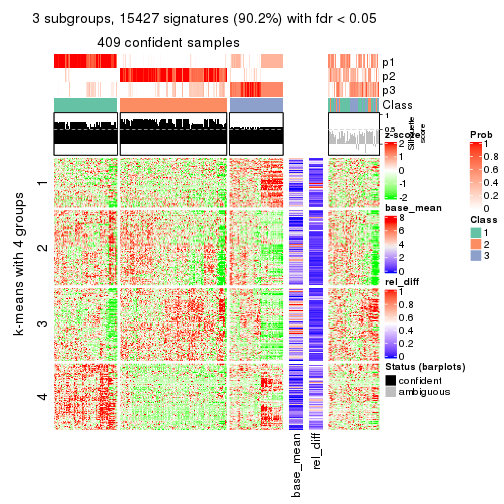 3 subgroups, 15427 signatures (90.2%) with fdr < 0.05
409 confident samples
p1
p2
p3
Class
1
0.5
0
Silhouette
score
k-means with 4 groups
1
2
3
4
base_mean
rel_diff
z-score
2
1
0
-1
-2
base_mean
8
6
4
2
0
rel_diff
1
0.8
0.6
0.4
0.2
0
Status (barplots)
confident
ambiguous
Prob
1
0.8
0.6
0.4
0.2
0
Class
1
2
3